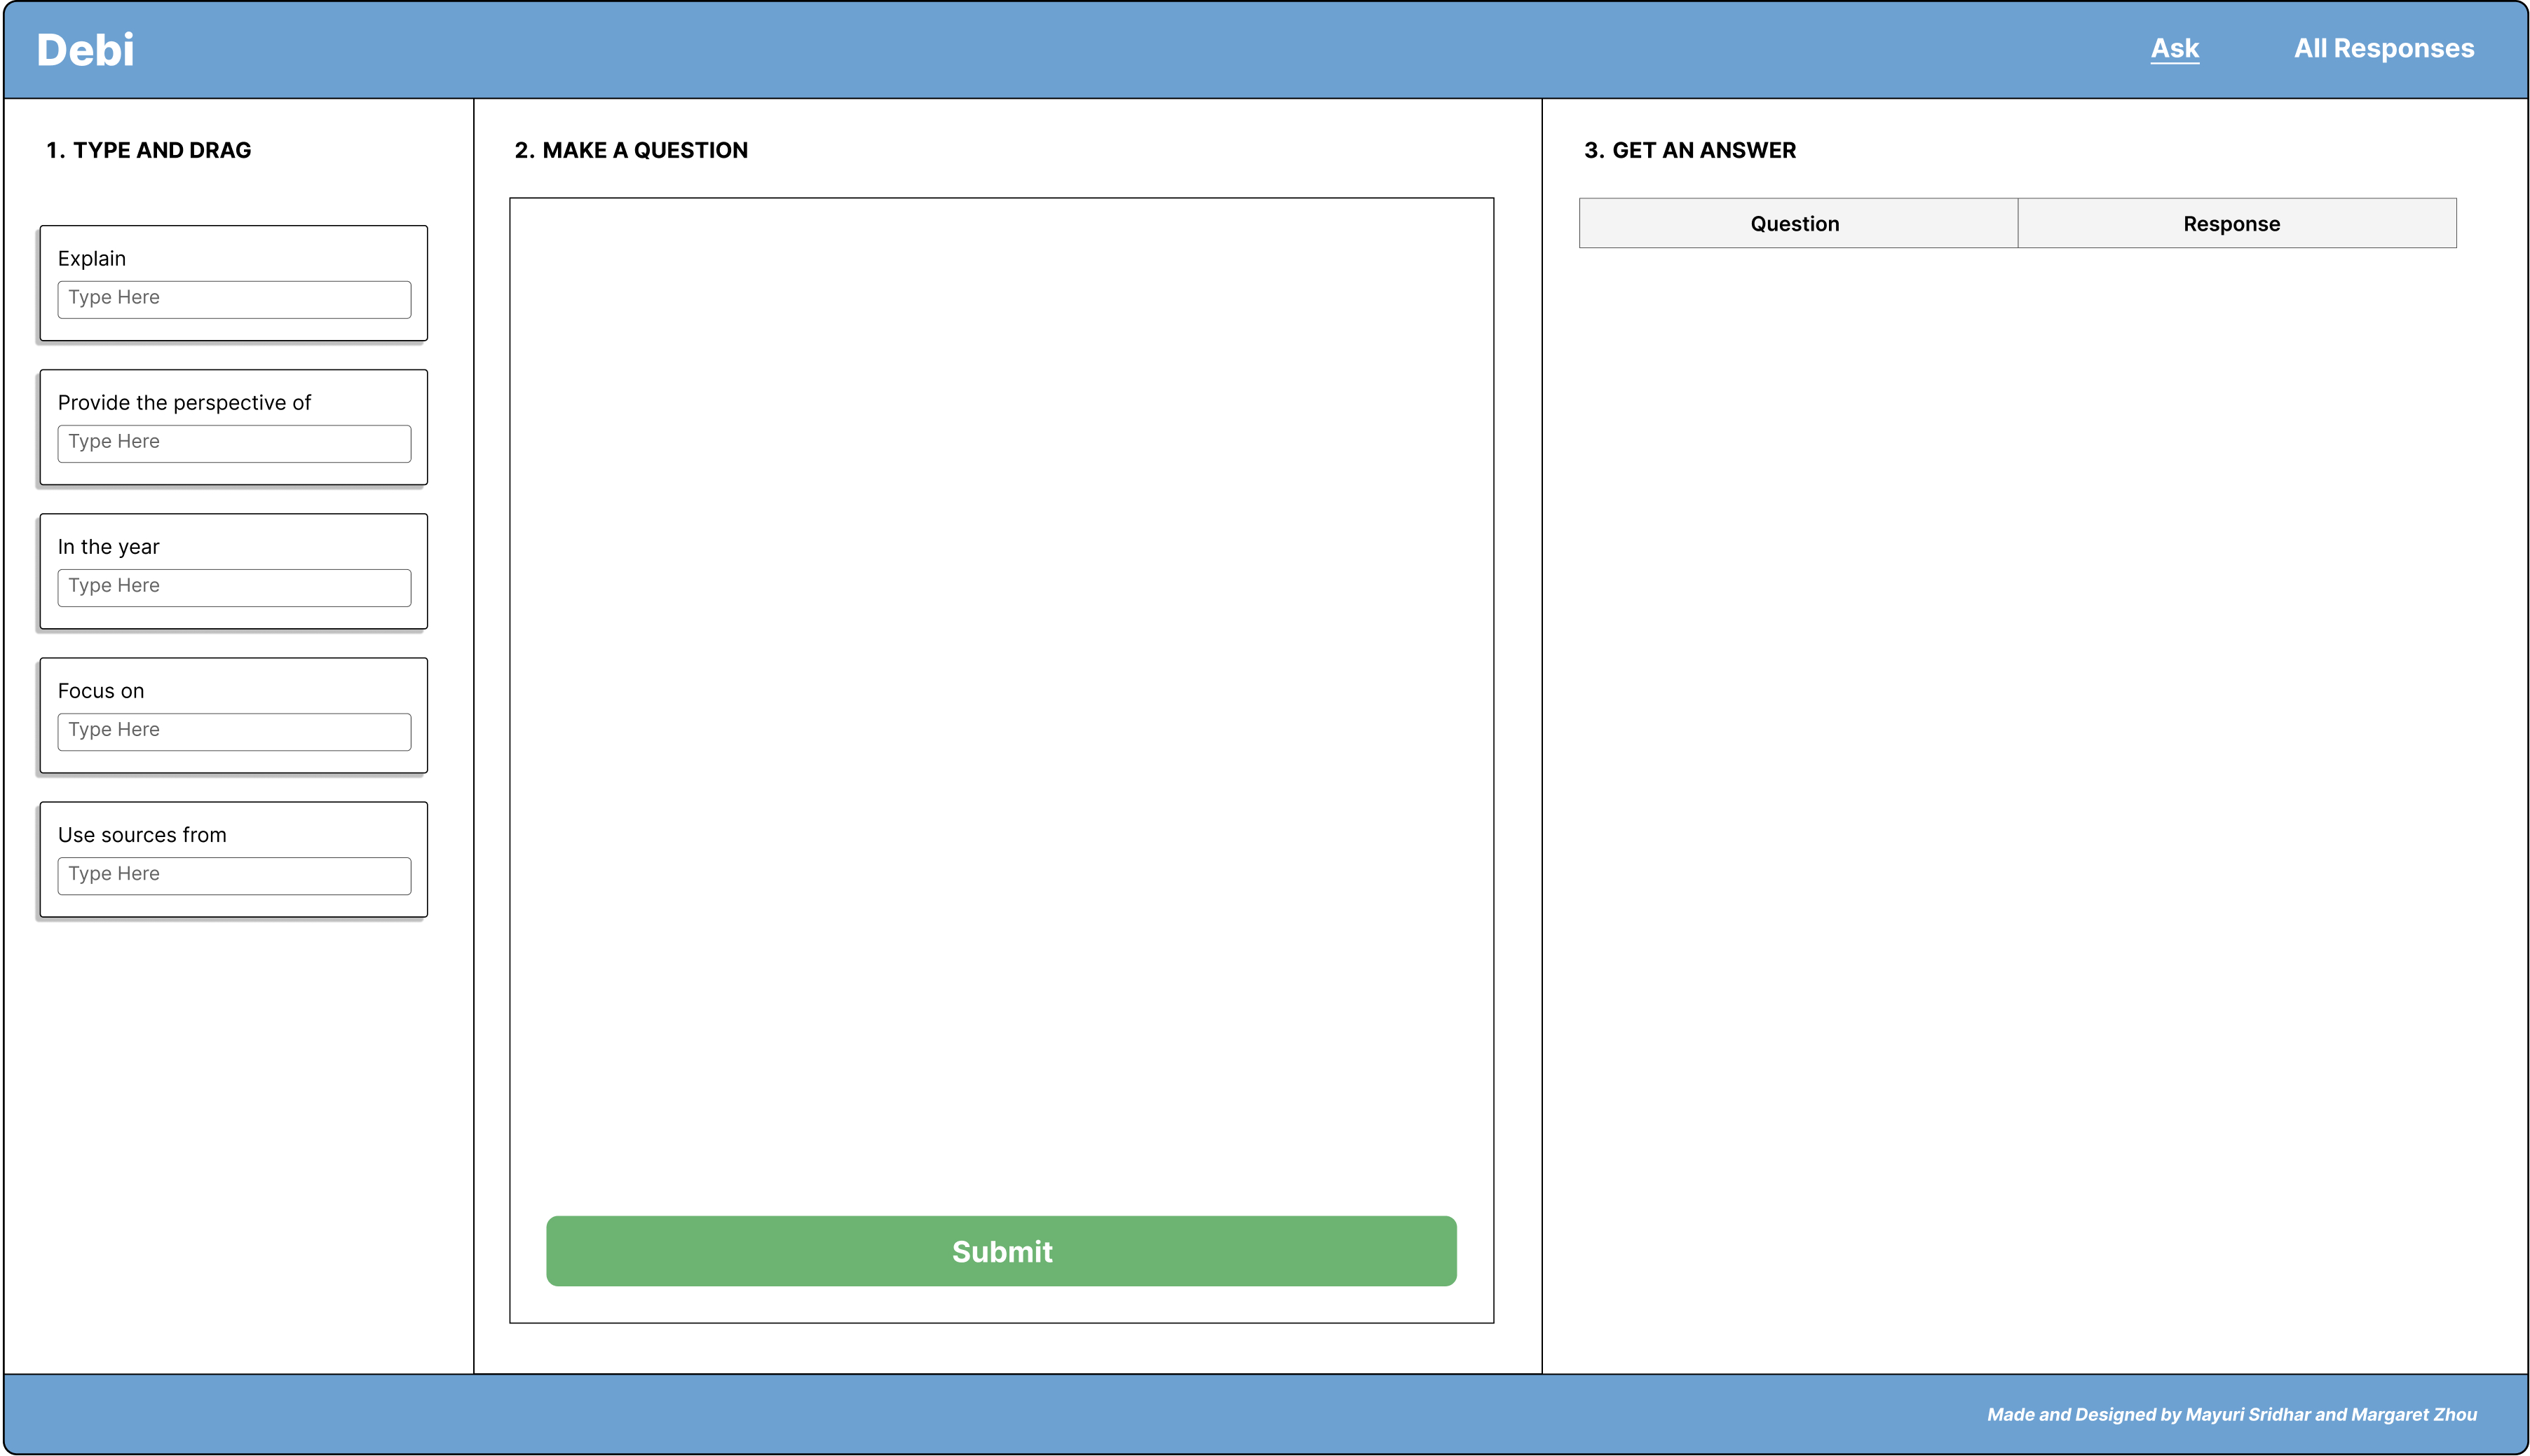 Debi
Ask
All Responses
1. TYPE AND DRAG
Explain
Type Here
Provide the perspective of
Type Here
In the year
Type Here
Focus on
Type Here
Use sources from
Type Here
2. MAKE A QUESTION
Submit
3. GET AN ANSWER
Question
Response
Made and Designed by Mayuri Sridhar and Margaret Zhou